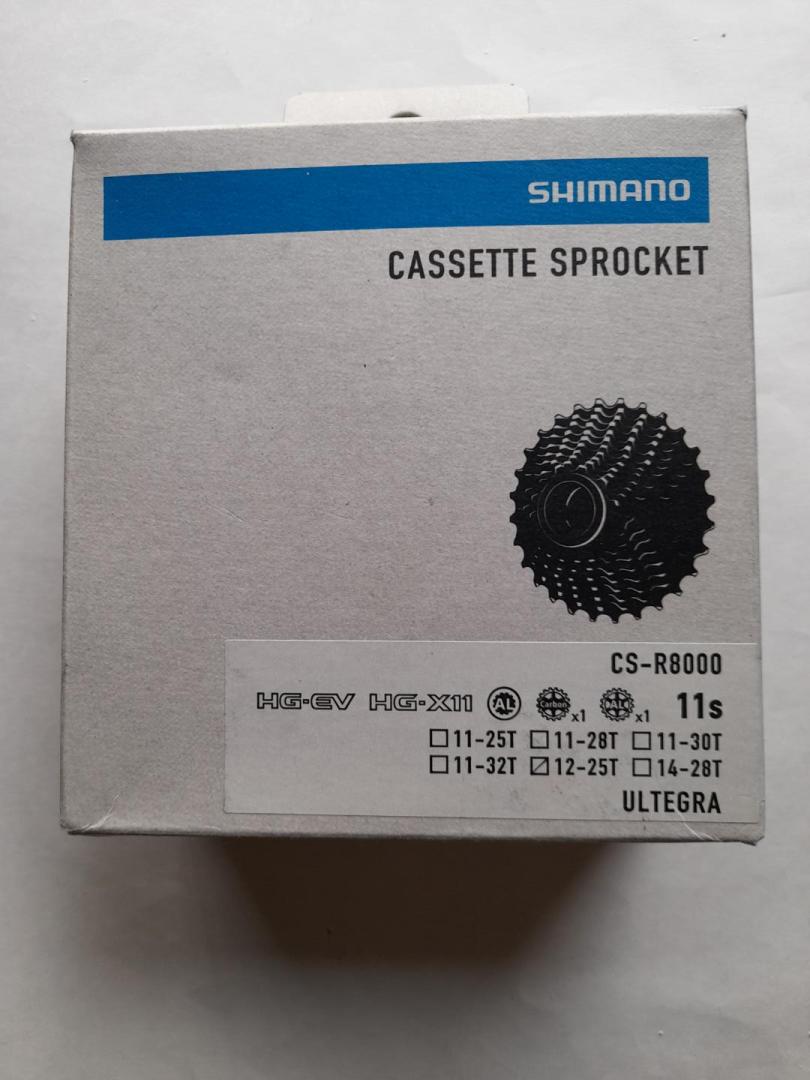 SHIMANO
CASSETTE SPROCKET
CS-R8000
HG-EV HG-X11 AL Carbon x1 AL x1 11s
☐11-25T ☐11-28T ☐11-30T
☐11-32T ☑12-25T ☐14-28T
ULTEGRA